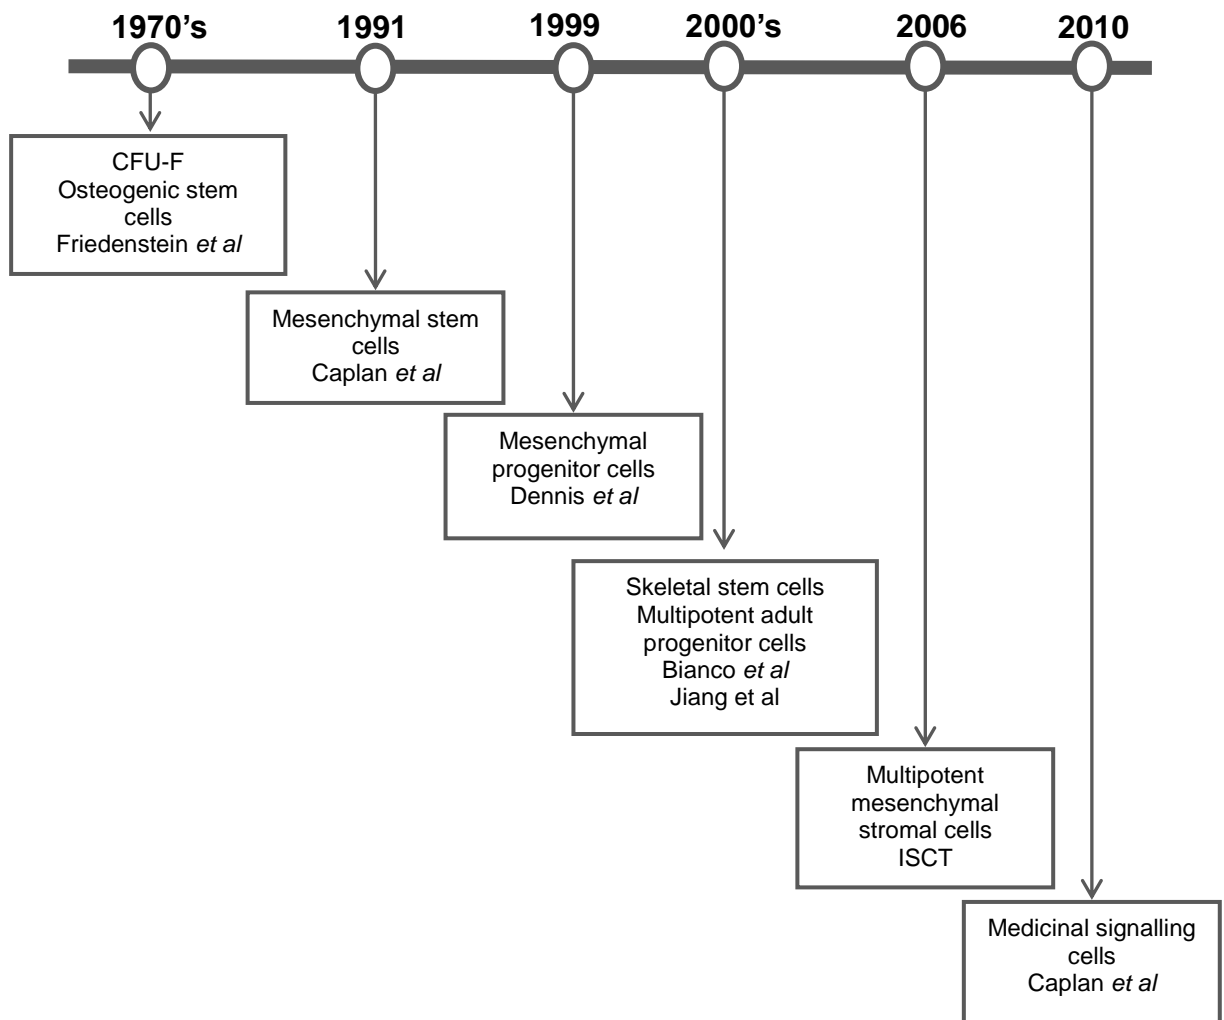 1970’s 1991 1999 2000’s 2006 2010
CFU-F
Osteogenic stem
cells
Friedenstein et al
Mesenchymal stem
cells
Caplan et al
Mesenchymal
progenitor cells
Dennis et al
Skeletal stem cells
Multipotent adult
progenitor cells
Bianco et al
Jiang et al
Multipotent
mesenchymal
stromal cells
ISCT
Medicinal signalling
cells
Caplan et al